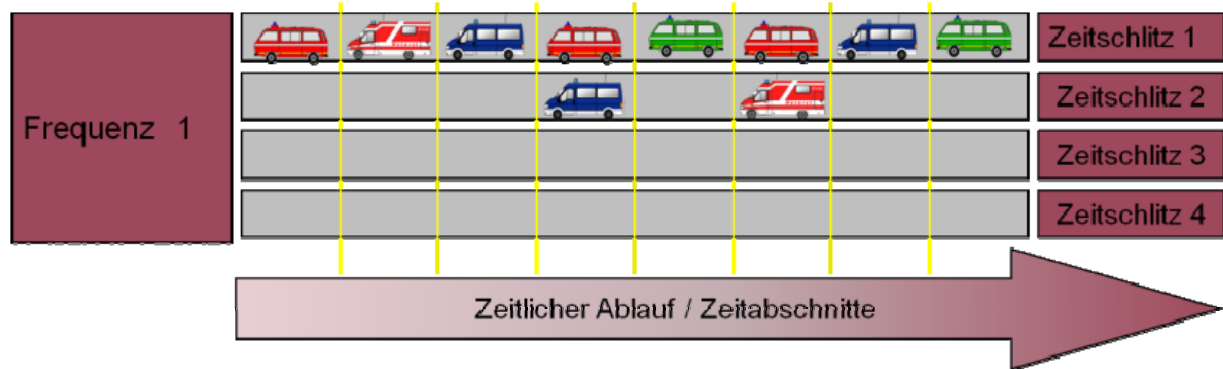 Frequenz 1
Zeitschlitz 1
Zeitschlitz 2
Zeitschlitz 3
Zeitschlitz 4
Zeitlicher Ablauf / Zeitabschnitte